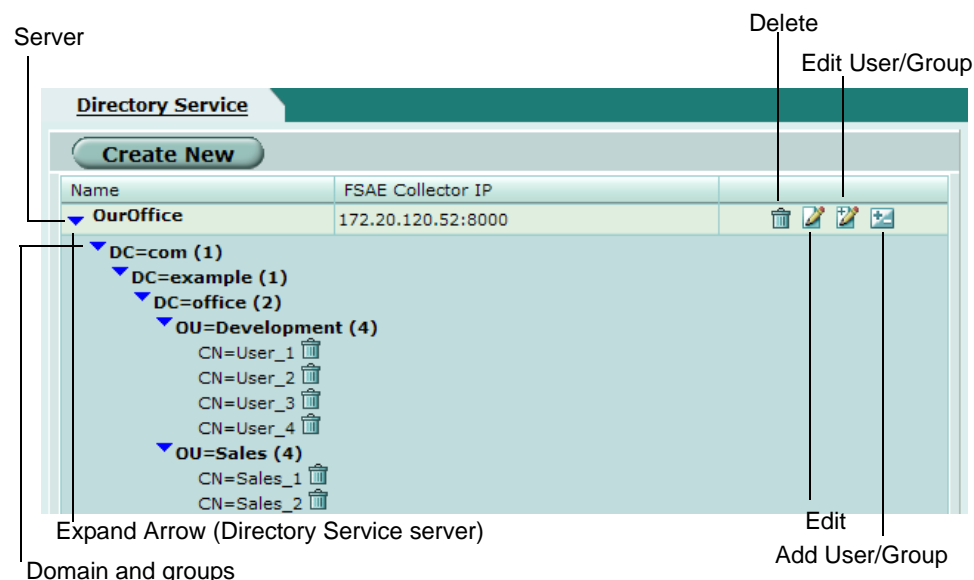 Delete
Server
Edit User/Group
Directory Service
Create New
Name FSAE Collector IP
OurOffice 172.20.120.52:8000
DC=com (1)
DC=example (1)
DC=office (2)
OU=Development (4)
CN=User_1
CN=User_2
CN=User_3
CN=User_4
OU=Sales (4)
CN=Sales_1
CN=Sales_2
Expand Arrow (Directory Service server)
Edit
Add User/Group
Domain and groups